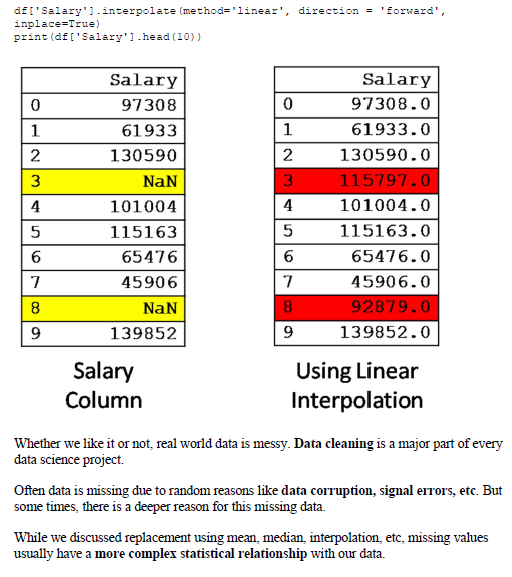 df['Salary'].interpolate(method='linear', direction = 'forward',
inplace=True)
print(df['Salary'].head(10))
Salary
0 97308
1 61933
2 130590
3 NaN
4 101004
5 115163
6 65476
7 45906
8 NaN
9 139852
Salary
Column
Salary
0 97308.0
1 61933.0
2 130590.0
3 115797.0
4 101004.0
5 115163.0
6 65476.0
7 45906.0
8 92879.0
9 139852.0
Using Linear
Interpolation
Whether we like it or not, real world data is messy. Data cleaning is a major part of every
data science project.
Often data is missing due to random reasons like data corruption, signal errors, etc. But
some times, there is a deeper reason for this missing data.
While we discussed replacement using mean, median, interpolation, etc, missing values
usually have a more complex statistical relationship with our data.